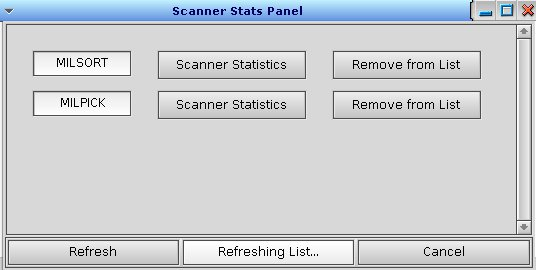 Scanner Stats Panel
MILSORT Scanner Statistics Remove from List
MILPICK Scanner Statistics Remove from List
Refresh Refreshing List... Cancel